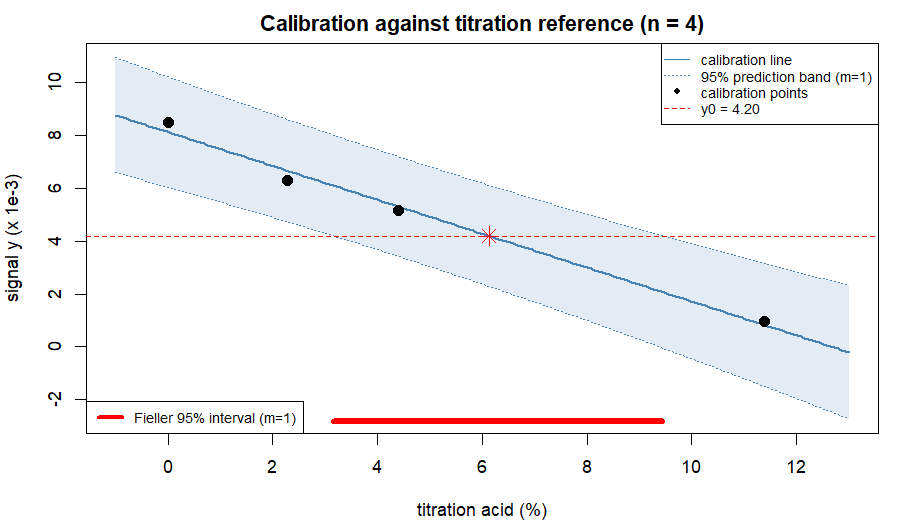 Calibration against titration reference (n = 4)
calibration line
95% prediction band (m=1)
calibration points
y0 = 4.20
signal y (x 1e-3)
10
8
6
4
2
0
-2
Fieller 95% interval (m=1)
0 2 4 6 8 10 12
titration acid (%)